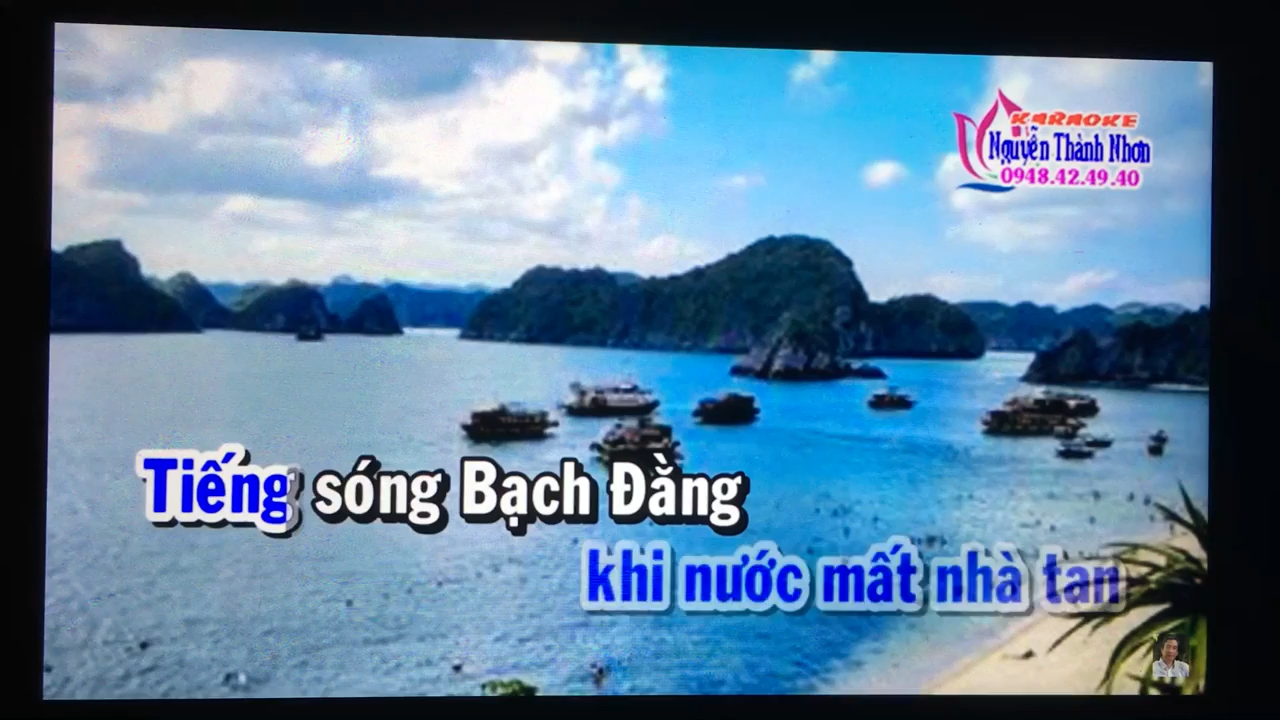 KARAOKE
Nguyễn Thành Nhơn
0948.42.49.40
Tiếng sóng Bạch Đằng
khi nước mất nhà tan